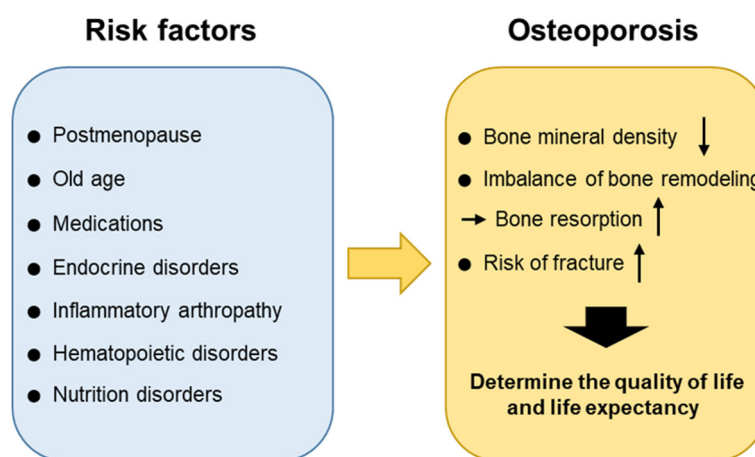 Risk factors
Postmenopause
Old age
Medications
Endocrine disorders
Inflammatory arthropathy
Hematopoietic disorders
Nutrition disorders
Osteoporosis
Bone mineral density ↓
Imbalance of bone remodeling
→ Bone resorption ↑
Risk of fracture ↑
Determine the quality of life
and life expectancy